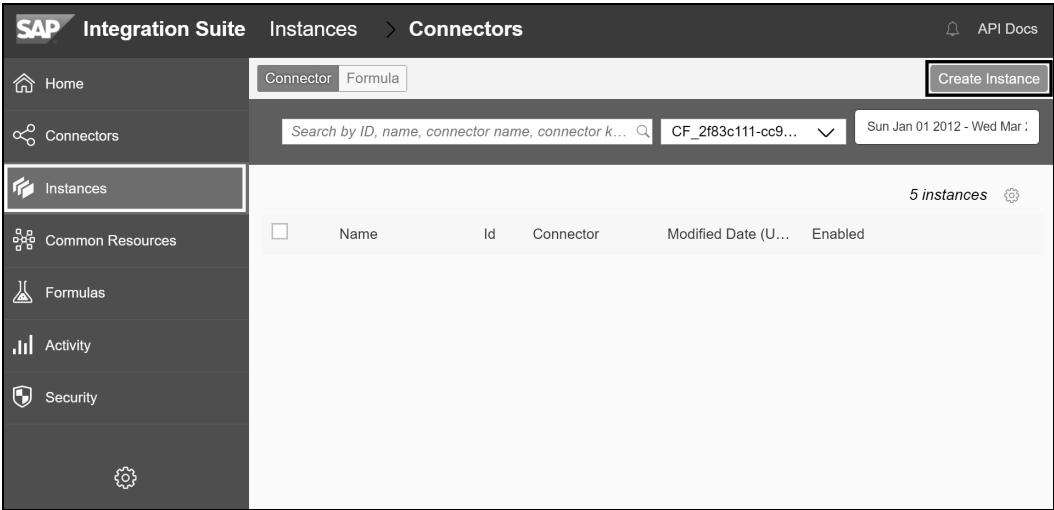 SAP Integration Suite Instances > Connectors API Docs
Home
Connectors
Instances
Common Resources
Formulas
Activity
Security
Connector Formula Create Instance
Search by ID, name, connector name, connector k... CF_2f83c111-cc9... Sun Jan 01 2012 - Wed Mar
5 instances
Name Id Connector Modified Date (U... Enabled